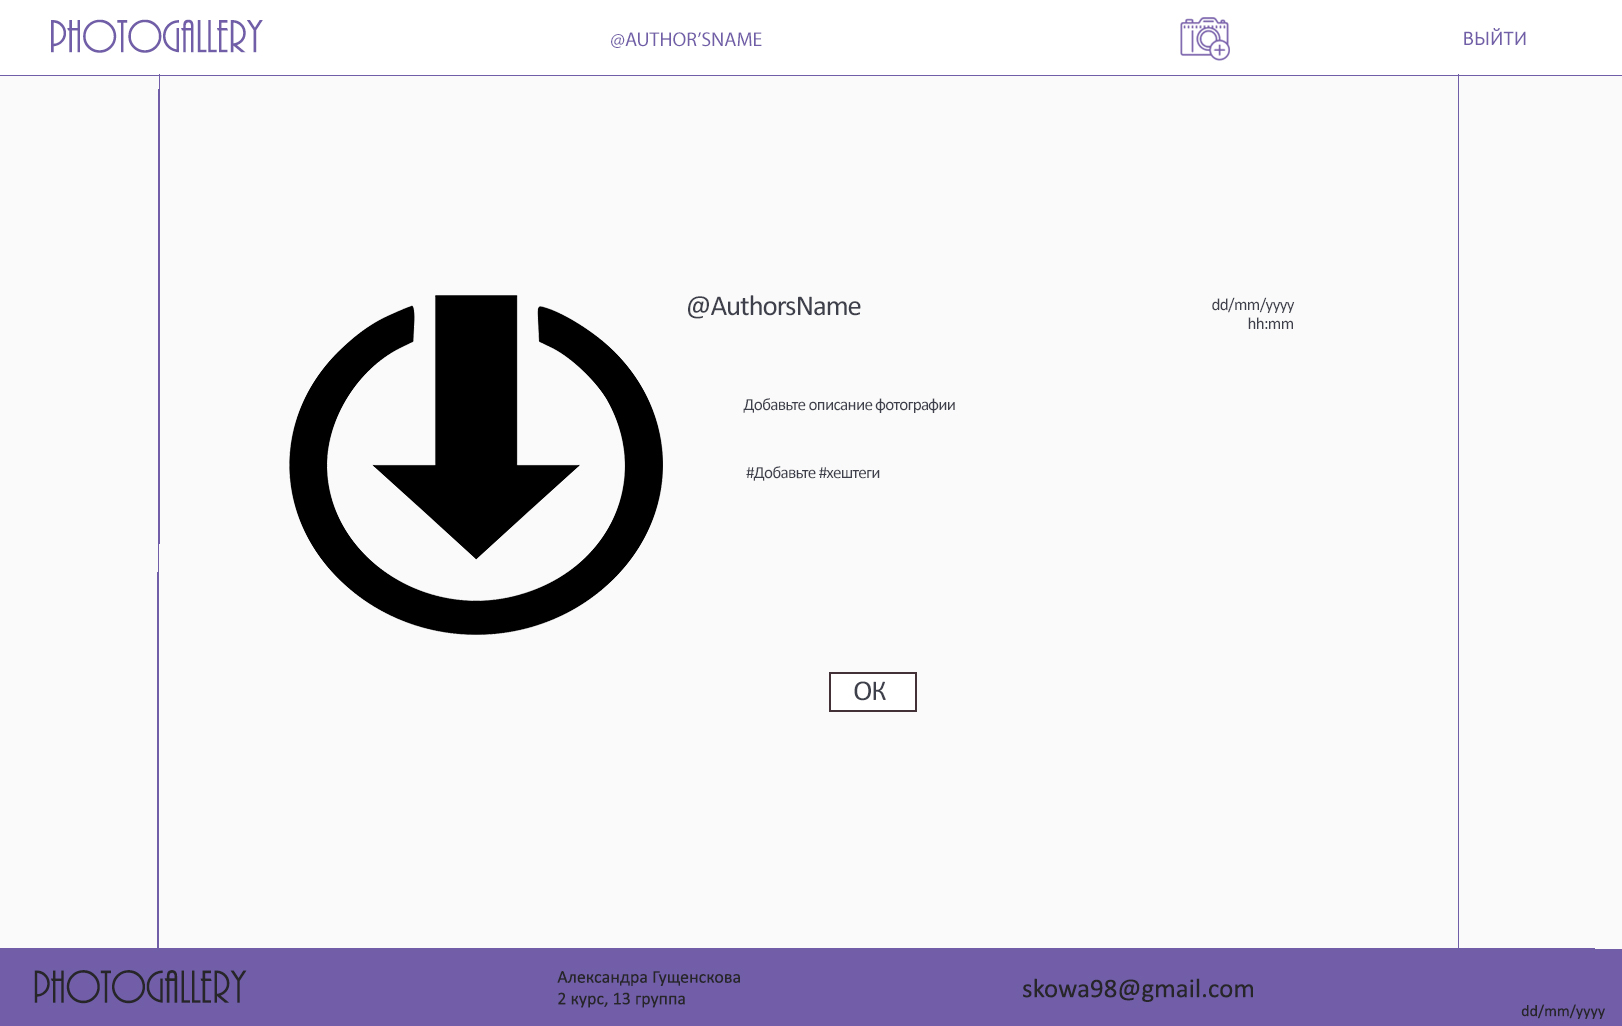 PHOTOGALLERY
@AUTHOR’SNAME
ВЫЙТИ
@AuthorsName
dd/mm/yyyy
hh:mm
Добавьте описание фотографии
#Добавьте #хештеги
ОК
PHOTOGALLERY
Александра Гущенскова
2 курс, 13 группа
skowa98@gmail.com
dd/mm/yyyy